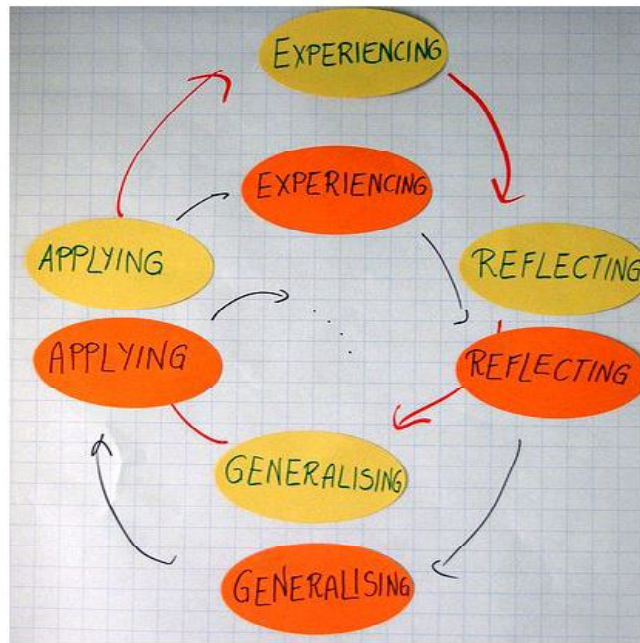 EXPERIENCING
EXPERIENCING
APPLYING
REFLECTING
APPLYING
REFLECTING
GENERALISING
GENERALISING